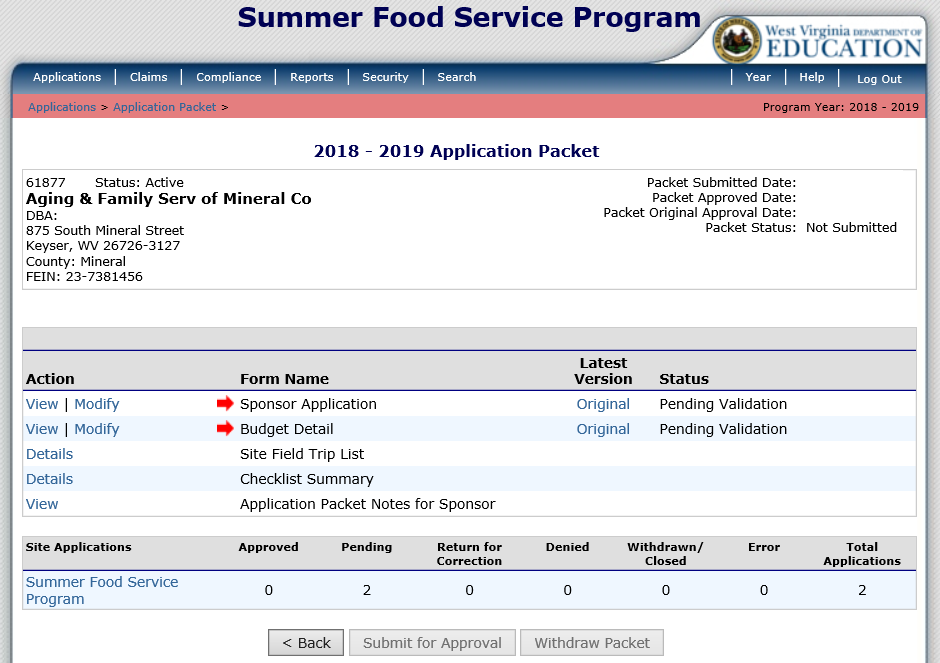 Summer Food Service Program
West Virginia DEPARTMENT OF
EDUCATION
Applications | Claims | Compliance | Reports | Security | Search | Year | Help | Log Out
Applications > Application Packet > Program Year: 2018 - 2019
2018 - 2019 Application Packet
61877 Status: Active
Aging & Family Serv of Mineral Co
DBA:
875 South Mineral Street
Keyser, WV 26726-3127
County: Mineral
FEIN: 23-7381456
Packet Submitted Date:
Packet Approved Date:
Packet Original Approval Date:
Packet Status: Not Submitted
Action Form Name Latest Version Status
View | Modify Sponsor Application Original Pending Validation
View | Modify Budget Detail Original Pending Validation
Details Site Field Trip List
Details Checklist Summary
View Application Packet Notes for Sponsor
Site Applications Approved Pending Return for Correction Denied Withdrawn/ Closed Error Total Applications
Summer Food Service Program 0 2 0 0 0 0 2
< Back Submit for Approval Withdraw Packet